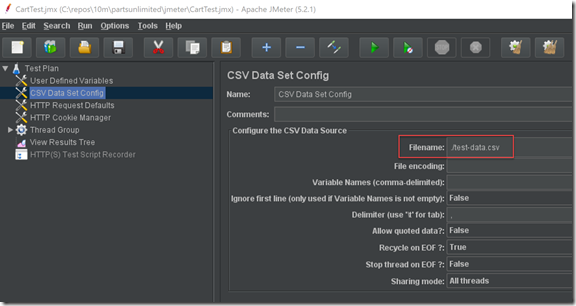 CartTest.jmx (C:\repos\10m\partsunlimited\jmeter\CartTest.jmx) - Apache JMeter (5.2.1)
File Edit Search Run Options Tools Help
Test Plan
User Defined Variables
CSV Data Set Config
HTTP Request Defaults
HTTP Cookie Manager
Thread Group
View Results Tree
HTTP(S) Test Script Recorder
CSV Data Set Config
Name: CSV Data Set Config
Comments:
Configure the CSV Data Source
Filename: ./test-data.csv
File encoding:
Variable Names (comma-delimited):
Ignore first line (only used if Variable Names is not empty): False
Delimiter (use '\t' for tab): ,
Allow quoted data?: False
Recycle on EOF ?: True
Stop thread on EOF ?: False
Sharing mode: All threads